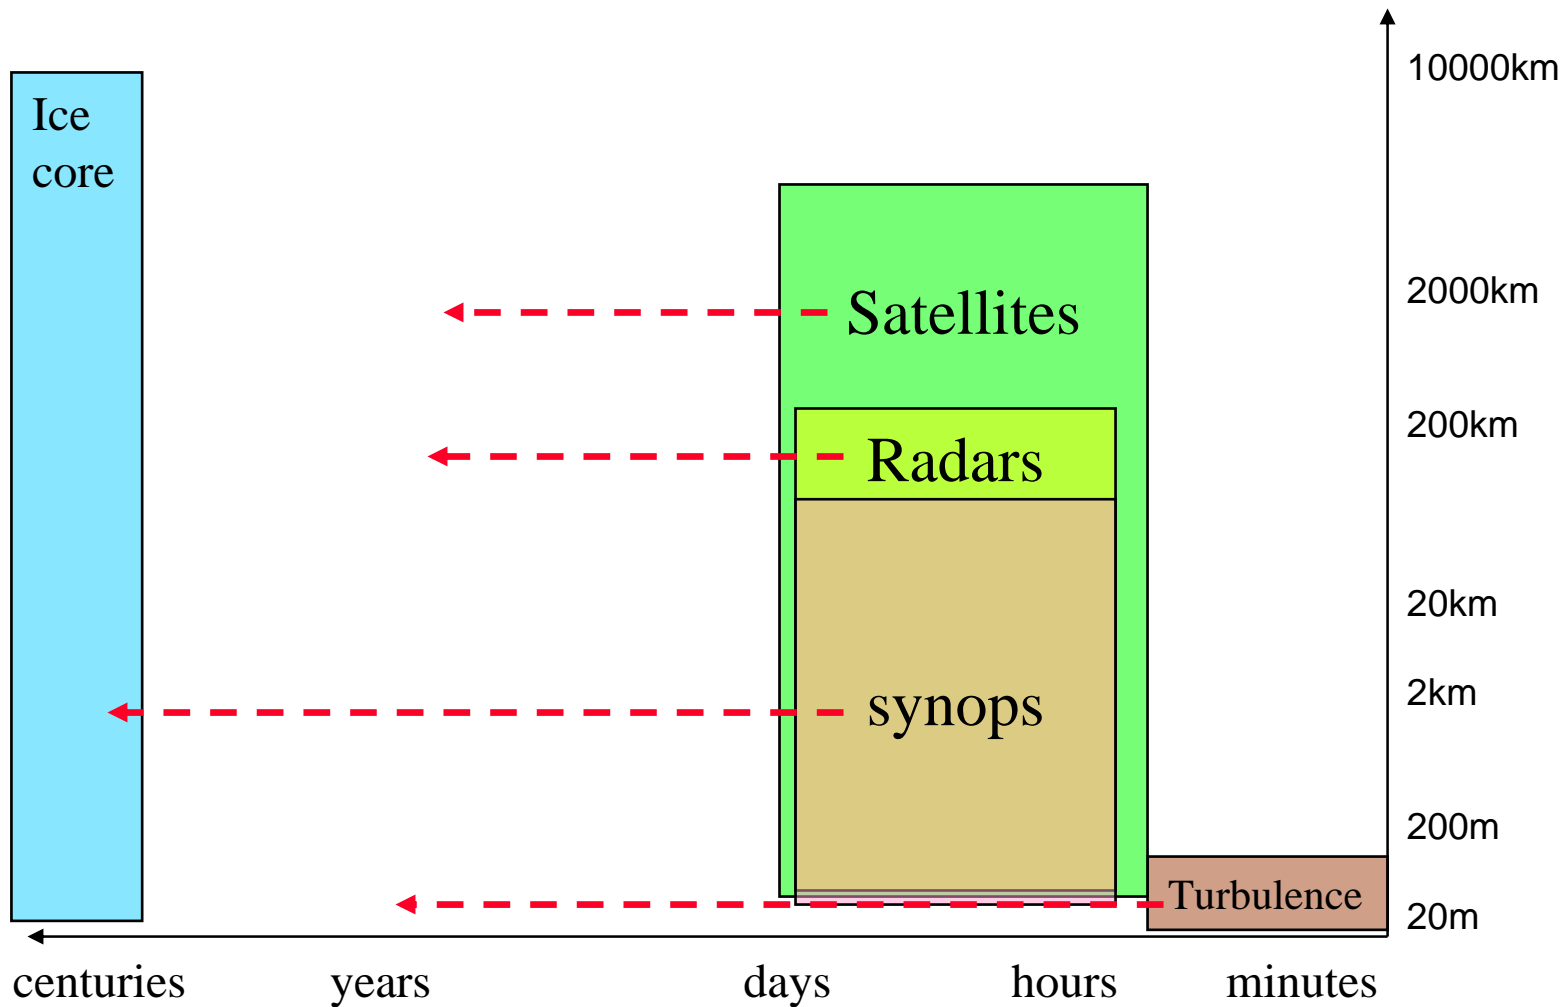 10000km
Ice
core
Satellites
2000km
200km
Radars
20km
2km
synops
200m
Turbulence
20m
centuries years days hours minutes